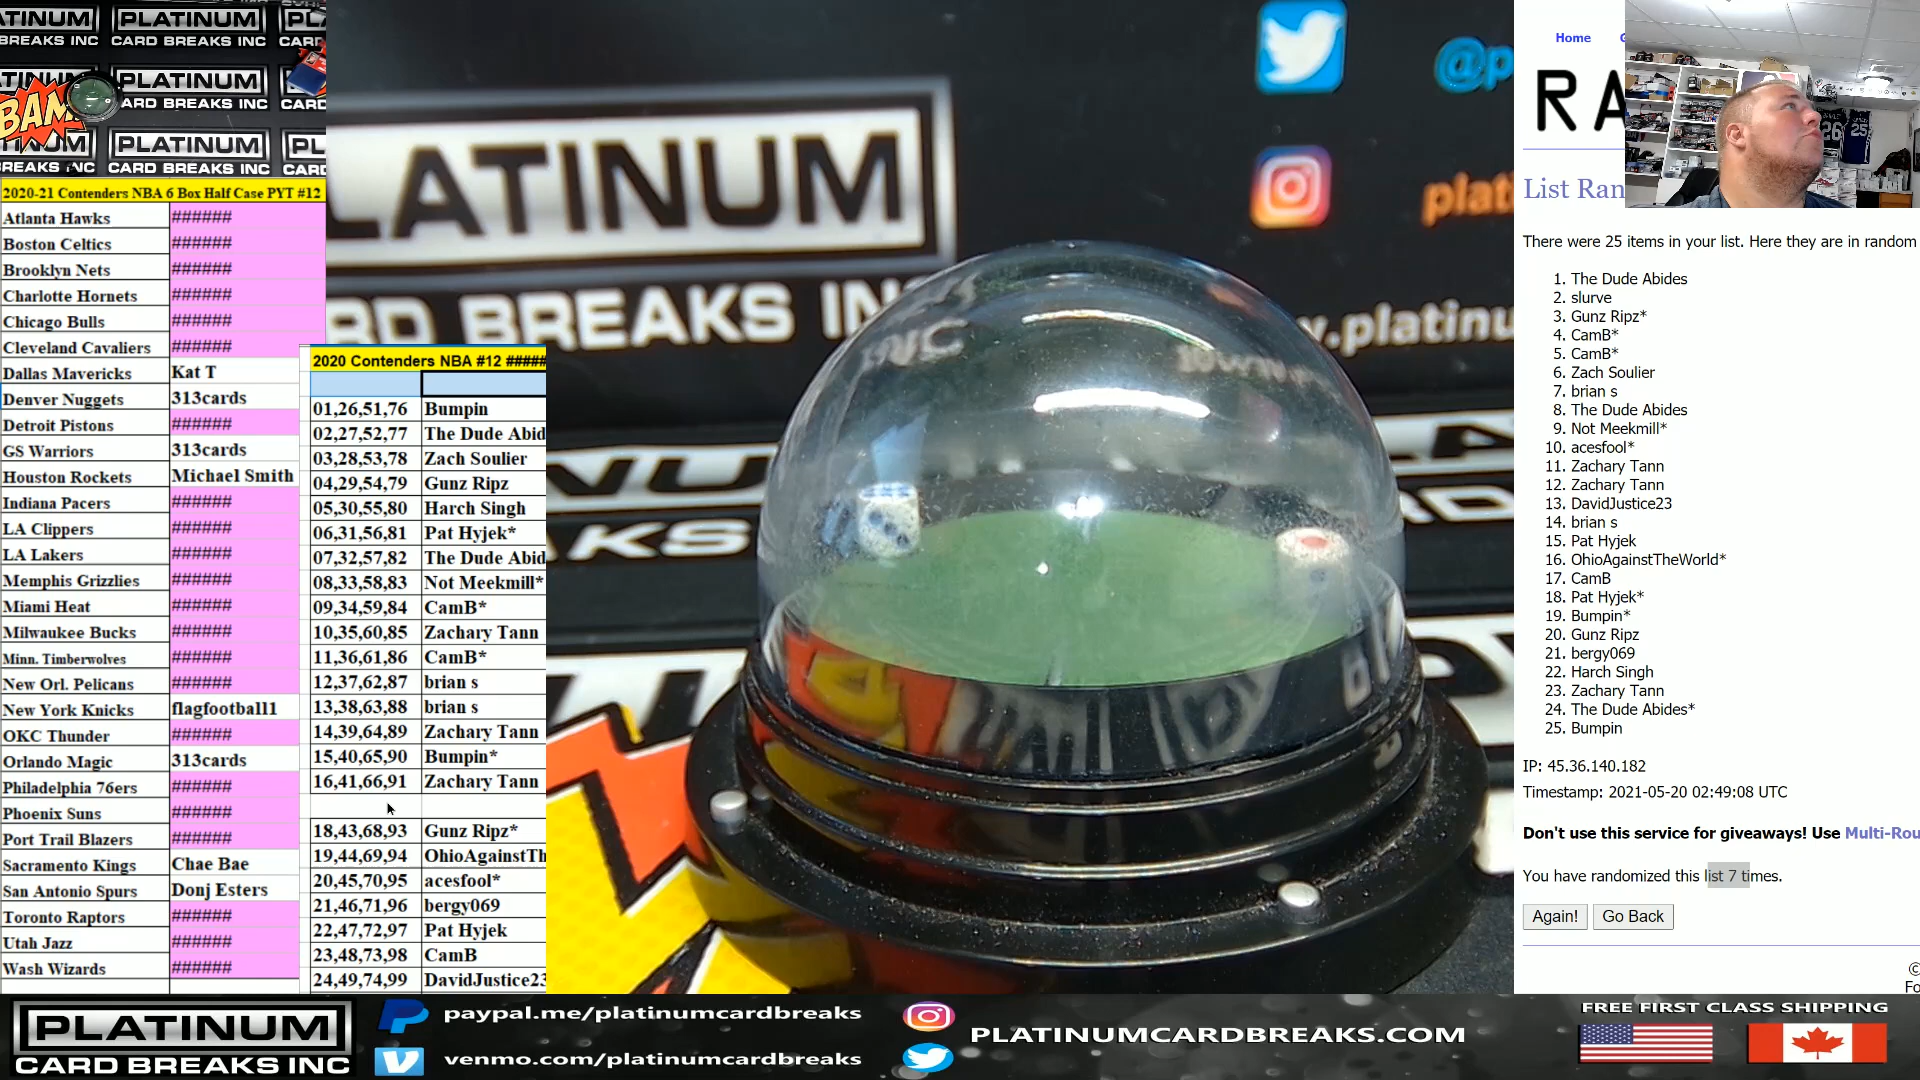 PLATINUM
CARD BREAKS INC
BAM
2020-21 Contenders NBA 6 Box Half Case PYT #12
Atlanta Hawks ######
Boston Celtics ######
Brooklyn Nets ######
Charlotte Hornets ######
Chicago Bulls ######
Cleveland Cavaliers ######
Dallas Mavericks Kat T
Denver Nuggets 313cards
Detroit Pistons ######
GS Warriors 313cards
Houston Rockets Michael Smith
Indiana Pacers ######
LA Clippers ######
LA Lakers ######
Memphis Grizzlies ######
Miami Heat ######
Milwaukee Bucks ######
Minn. Timberwolves ######
New Orl. Pelicans ######
New York Knicks flagfootball1
OKC Thunder ######
Orlando Magic 313cards
Philadelphia 76ers ######
Phoenix Suns ######
Port Trail Blazers ######
Sacramento Kings Chae Bae
San Antonio Spurs Donj Esters
Toronto Raptors ######
Utah Jazz ######
Wash Wizards ######
2020 Contenders NBA #12 #####
01,26,51,76 Bumpin
02,27,52,77 The Dude Abid
03,28,53,78 Zach Soulier
04,29,54,79 Gunz Ripz
05,30,55,80 Harch Singh
06,31,56,81 Pat Hyjek*
07,32,57,82 The Dude Abid
08,33,58,83 Not Meekmill*
09,34,59,84 CamB*
10,35,60,85 Zachary Tann
11,36,61,86 CamB*
12,37,62,87 brian s
13,38,63,88 brian s
14,39,64,89 Zachary Tann
15,40,65,90 Bumpin*
16,41,66,91 Zachary Tann
18,43,68,93 Gunz Ripz*
19,44,69,94 OhioAgainstTh
20,45,70,95 acesfool*
21,46,71,96 bergy069
22,47,72,97 Pat Hyjek
23,48,73,98 CamB
24,49,74,99 DavidJustice23
PLATINUM
CARD BREAKS INC
@p
plati
.platinu
Home
RA
List Ran
26
25
There were 25 items in your list. Here they are in random
1. The Dude Abides
2. slurve
3. Gunz Ripz*
4. CamB*
5. CamB*
6. Zach Soulier
7. brian s
8. The Dude Abides
9. Not Meekmill*
10. acesfool*
11. Zachary Tann
12. Zachary Tann
13. DavidJustice23
14. brian s
15. Pat Hyjek
16. OhioAgainstTheWorld*
17. CamB
18. Pat Hyjek*
19. Bumpin*
20. Gunz Ripz
21. bergy069
22. Harch Singh
23. Zachary Tann
24. The Dude Abides*
25. Bumpin
IP: 45.36.140.182
Timestamp: 2021-05-20 02:49:08 UTC
Don't use this service for giveaways! Use Multi-Rou
You have randomized this list 7 times.
Again! Go Back
©
Fo
PLATINUM
CARD BREAKS INC
paypal.me/platinumcardbreaks
venmo.com/platinumcardbreaks
PLATINUMCARDBREAKS.COM
FREE FIRST CLASS SHIPPING